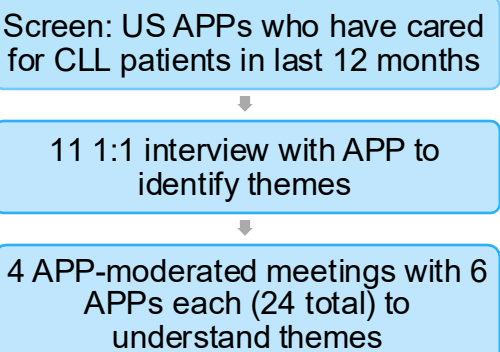 Screen: US APPs who have cared
for CLL patients in last 12 months
11 1:1 interview with APP to
identify themes
4 APP-moderated meetings with 6
APPs each (24 total) to
understand themes